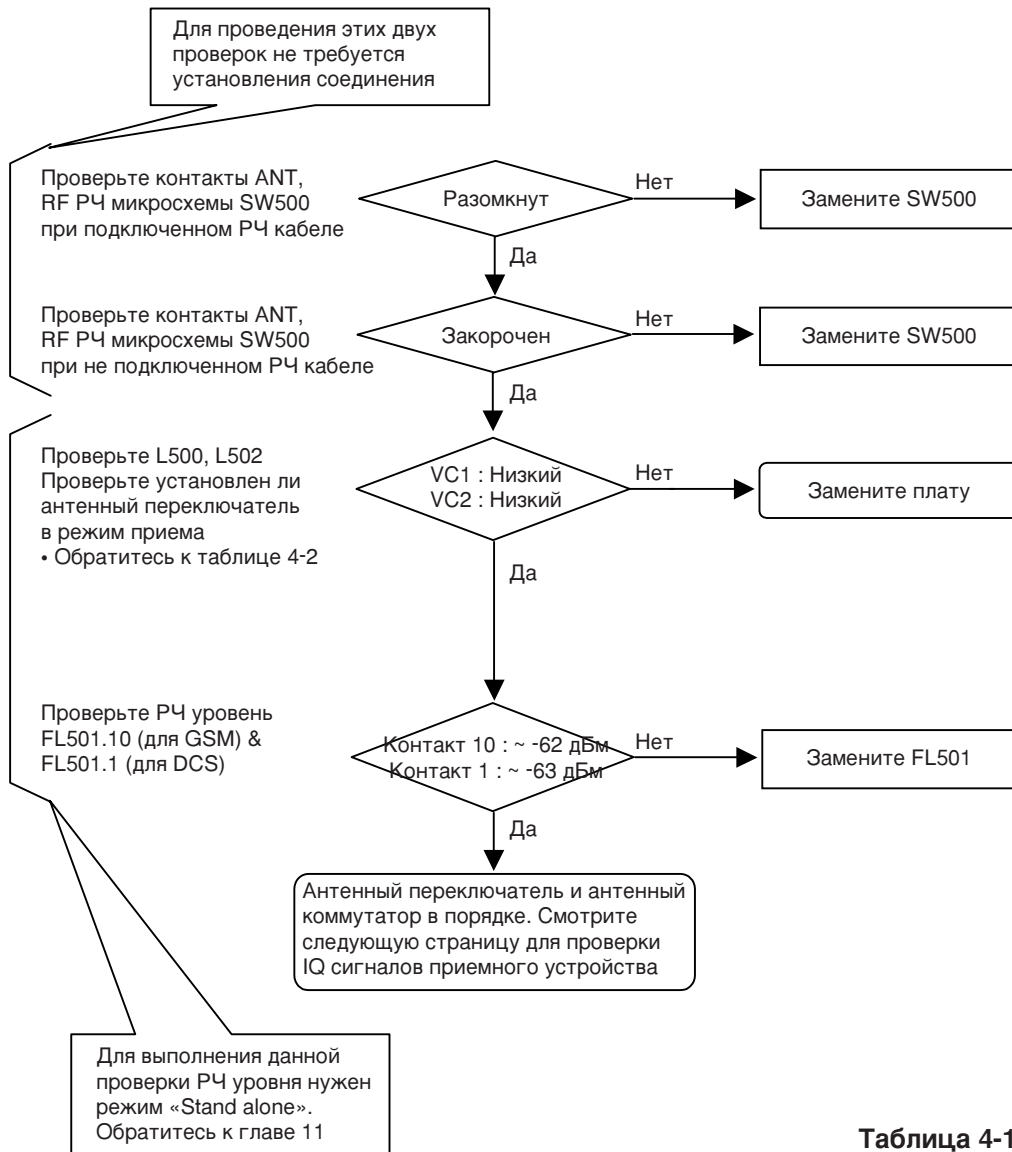 Для проведения этих двух
проверок не требуется
установления соединения
Проверьте контакты ANT,
RF РЧ микросхемы SW500
при подключенном РЧ кабеле
Разомкнут
Нет
Замените SW500
Да
Проверьте контакты ANT,
RF РЧ микросхемы SW500
при не подключенном РЧ кабеле
Закорочен
Нет
Замените SW500
Да
Проверьте L500, L502
Проверьте установлен ли
антенный переключатель
в режим приема
• Обратитесь к таблице 4-2
VC1 : Низкий
VC2 : Низкий
Нет
Замените плату
Да
Проверьте РЧ уровень
FL501.10 (для GSM) &
FL501.1 (для DCS)
Контакт 10 : ~ -62 дБм
Контакт 1 : ~ -63 дБм
Нет
Замените FL501
Да
Антенный переключатель и антенный
коммутатор в порядке. Смотрите
следующую страницу для проверки
IQ сигналов приемного устройства
Для выполнения данной
проверки РЧ уровня нужен
режим «Stand alone».
Обратитесь к главе 11
Таблица 4-1